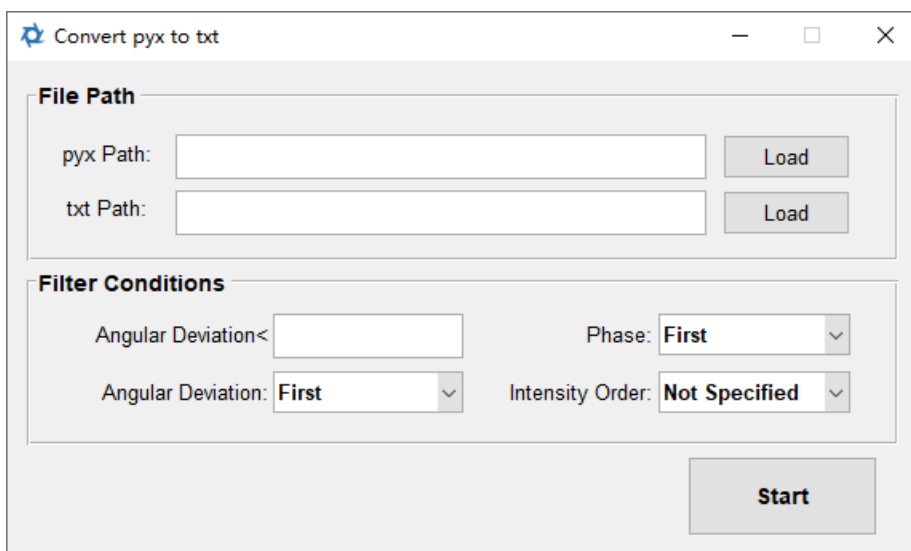 Convert pyx to txt
File Path
pyx Path: Load
txt Path: Load
Filter Conditions
Angular Deviation< Phase: First
Angular Deviation: First Intensity Order: Not Specified
Start